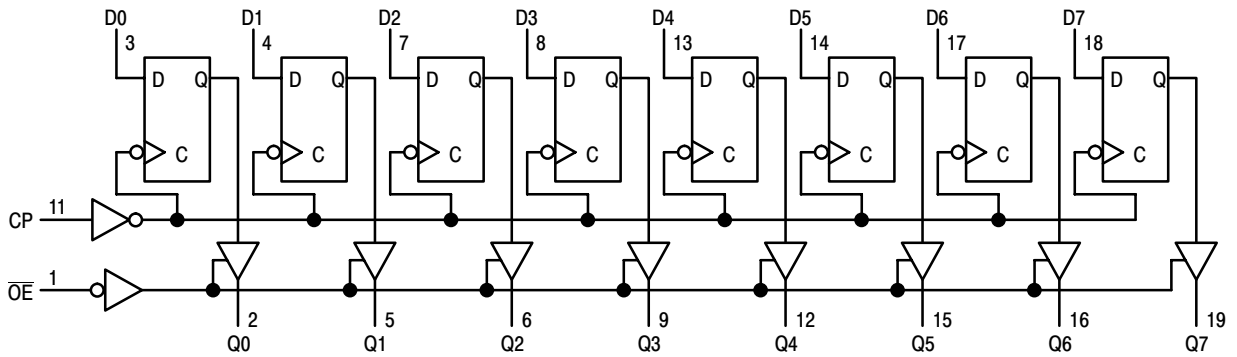 D0 D1 D2 D3 D4 D5 D6 D7
3 4 7 8 13 14 17 18
D Q D Q D Q D Q D Q D Q D Q D Q
C C C C C C C C
CP 11
OE 1
2 5 6 9 12 15 16 19
Q0 Q1 Q2 Q3 Q4 Q5 Q6 Q7